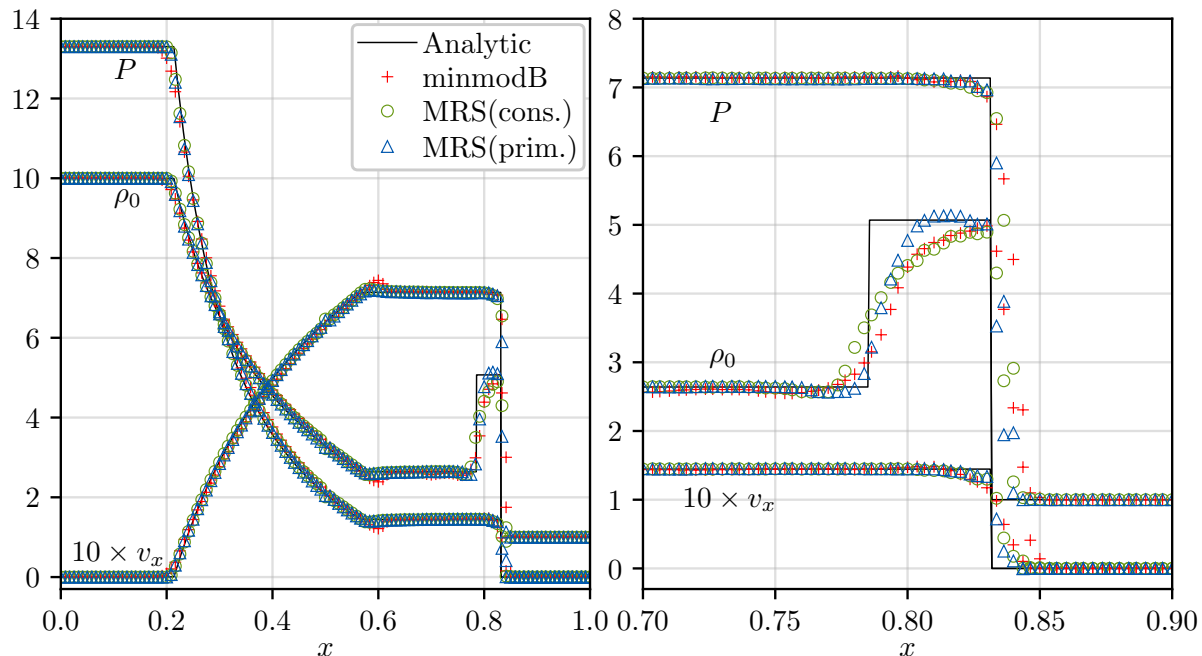 14
12
10
8
6
4
2
0
0.0
0.2
0.4
0.6
0.8
1.0
x
P
ρ₀
10 × vₓ
Analytic
minmodB
MRS(cons.)
MRS(prim.)
8
7
6
5
4
3
2
1
0
0.70
0.75
0.80
0.85
0.90
x
P
ρ₀
10 × vₓ